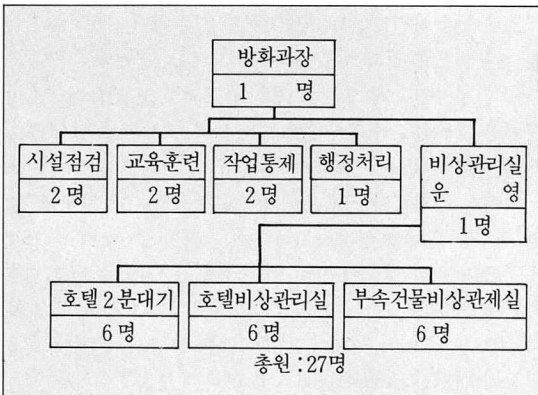 방화과장
1 명
시설점검 교육훈련 작업통제 행정처리 비상관리실
운 영
2명 2명 2명 1명
1명
호텔2분대기 호텔비상관리실 부속건물비상관제실
6명 6명 6명
총원:27명